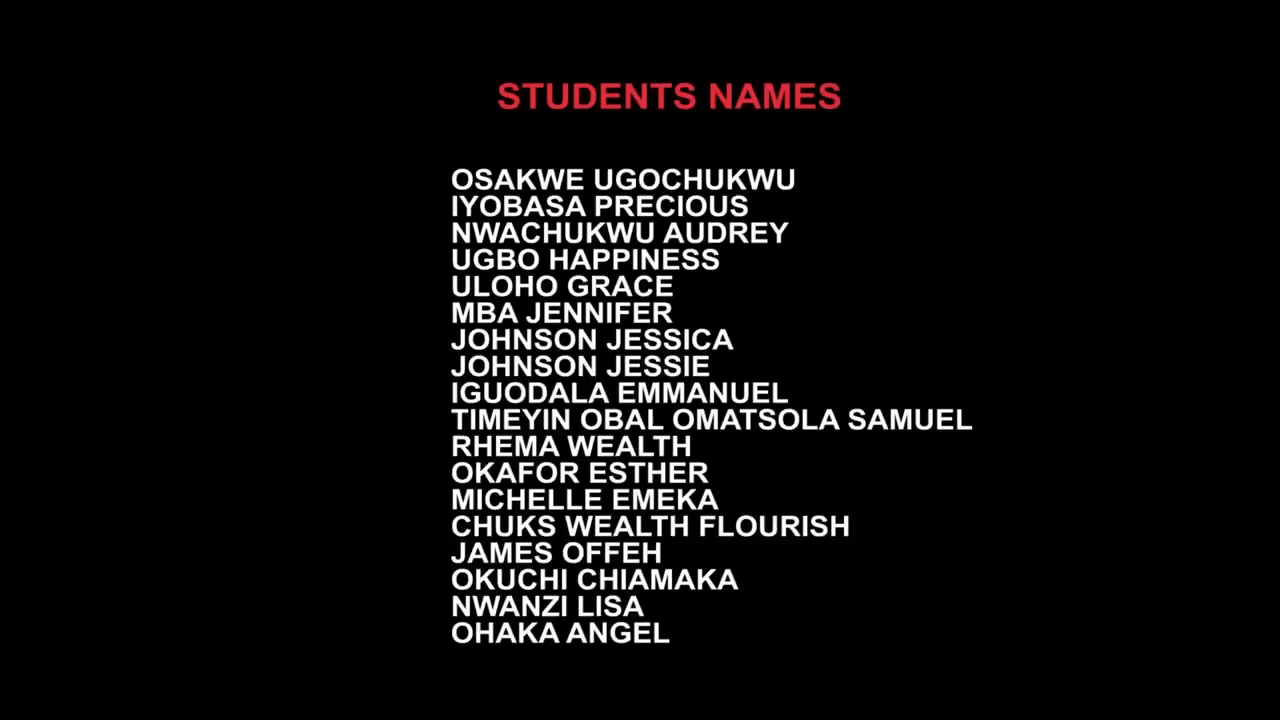 STUDENTS NAMES
OSAKWE UGOCHUKWU
IYOBASA PRECIOUS
NWACHUKWU AUDREY
UGBO HAPPINESS
ULOHO GRACE
MBA JENNIFER
JOHNSON JESSICA
JOHNSON JESSIE
IGUODALA EMMANUEL
TIMEYIN OBAL OMATSOLA SAMUEL
RHEMA WEALTH
OKAFOR ESTHER
MICHELLE EMEKA
CHUKS WEALTH FLOURISH
JAMES OFFEH
OKUCHI CHIAMAKA
NWANZI LISA
OHAKA ANGEL